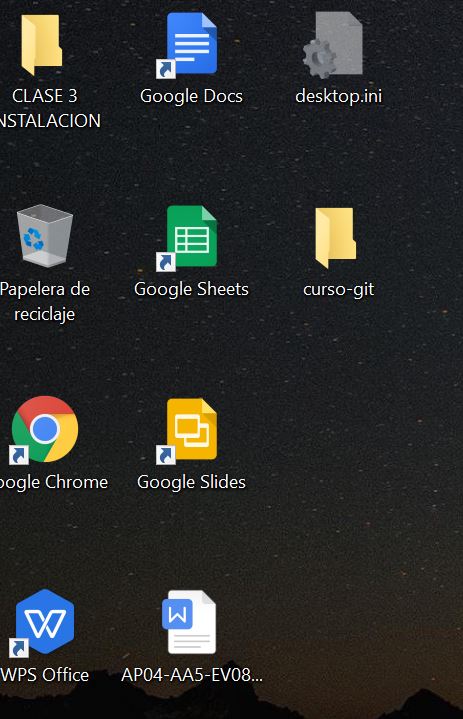 CLASE 3
NSTALACION
Google Docs
desktop.ini
Papelera de
reciclaje
Google Sheets
curso-git
oogle Chrome
Google Slides
WPS Office
AP04-AA5-EV08...